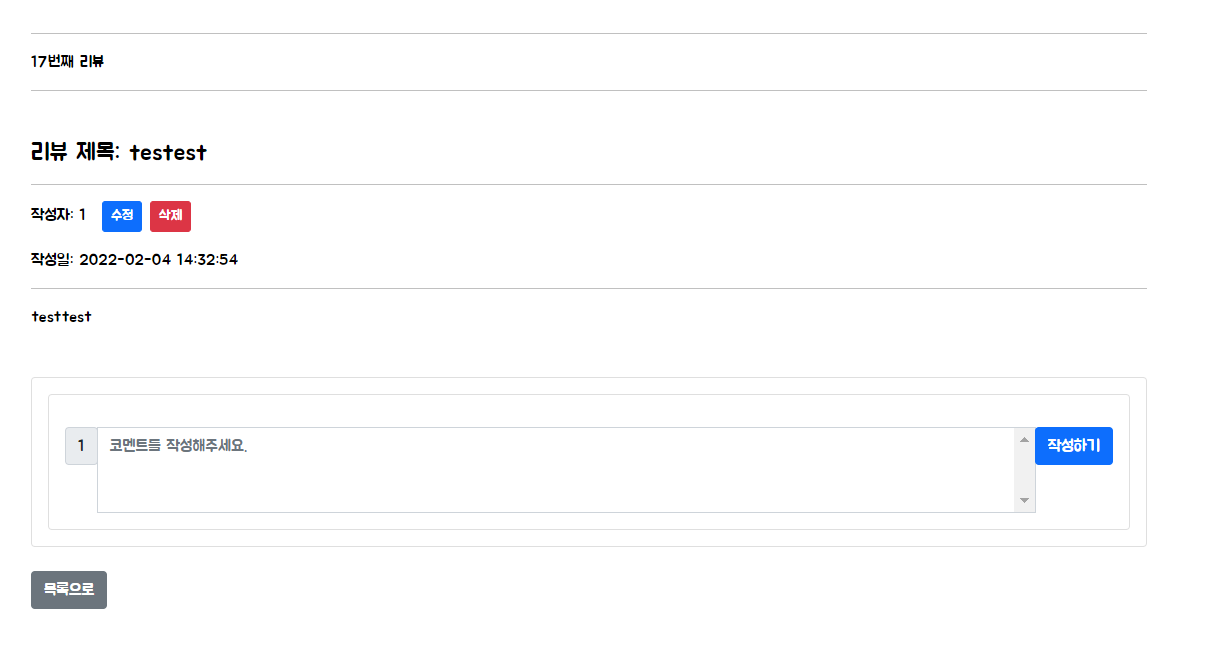 17번째 리뷰
리뷰 제목: testest
작성자: 1 수정 삭제
작성일: 2022-02-04 14:32:54
testtest
1 코멘트를 작성해주세요. 작성하기
목록으로